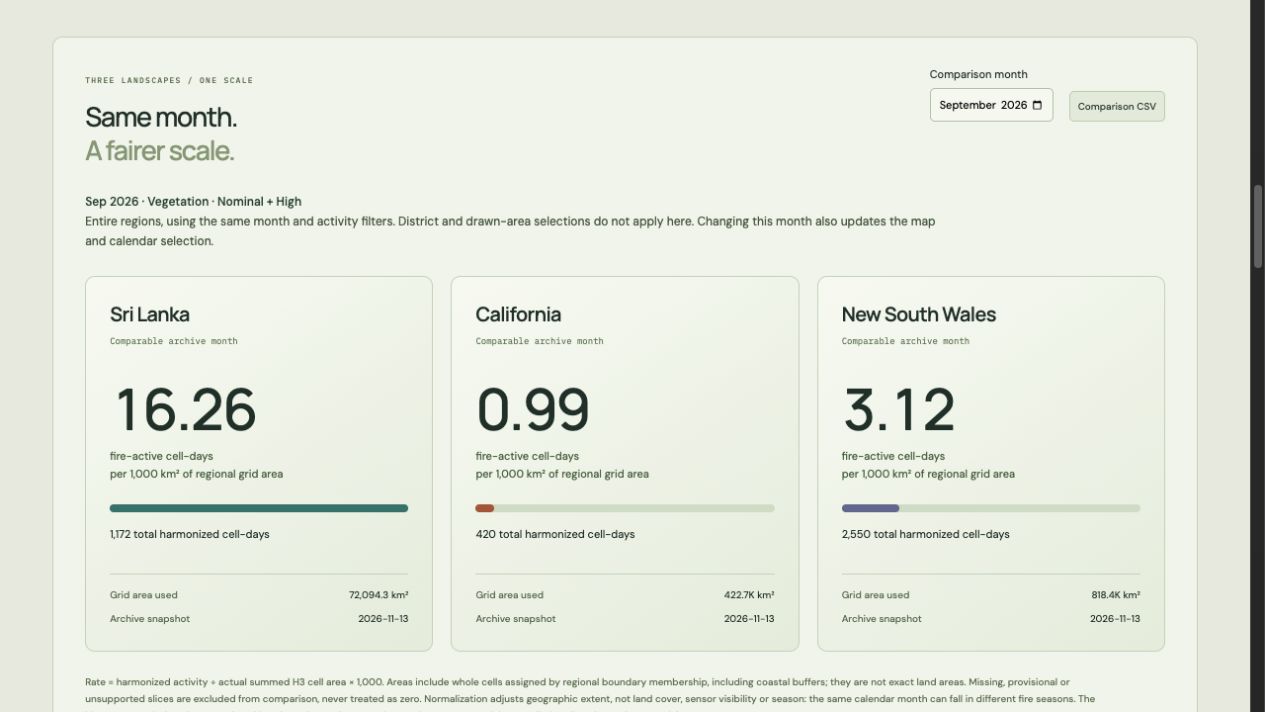 THREE LANDSCAPES / ONE SCALE
Same month.
A fairer scale.
Comparison month
September 2026
Comparison CSV
Sep 2026 · Vegetation · Nominal + High
Entire regions, using the same month and activity filters. District and drawn-area selections do not apply here. Changing this month also updates the map
and calendar selection.
Sri Lanka
Comparable archive month
16.26
fire-active cell-days
per 1,000 km² of regional grid area
1,172 total harmonized cell-days
Grid area used 72,094.3 km²
Archive snapshot 2026-11-13
California
Comparable archive month
0.99
fire-active cell-days
per 1,000 km² of regional grid area
420 total harmonized cell-days
Grid area used 422.7K km²
Archive snapshot 2026-11-13
New South Wales
Comparable archive month
3.12
fire-active cell-days
per 1,000 km² of regional grid area
2,550 total harmonized cell-days
Grid area used 818.4K km²
Archive snapshot 2026-11-13
Rate = harmonized activity ÷ actual summed H3 cell area × 1,000. Areas include whole cells assigned by regional boundary membership, including coastal buffers; they are not exact land areas. Missing, provisional or
unsupported slices are excluded from comparison, never treated as zero. Normalization adjusts geographic extent, not land cover, sensor visibility or season: the same calendar month can fall in different fire seasons. The